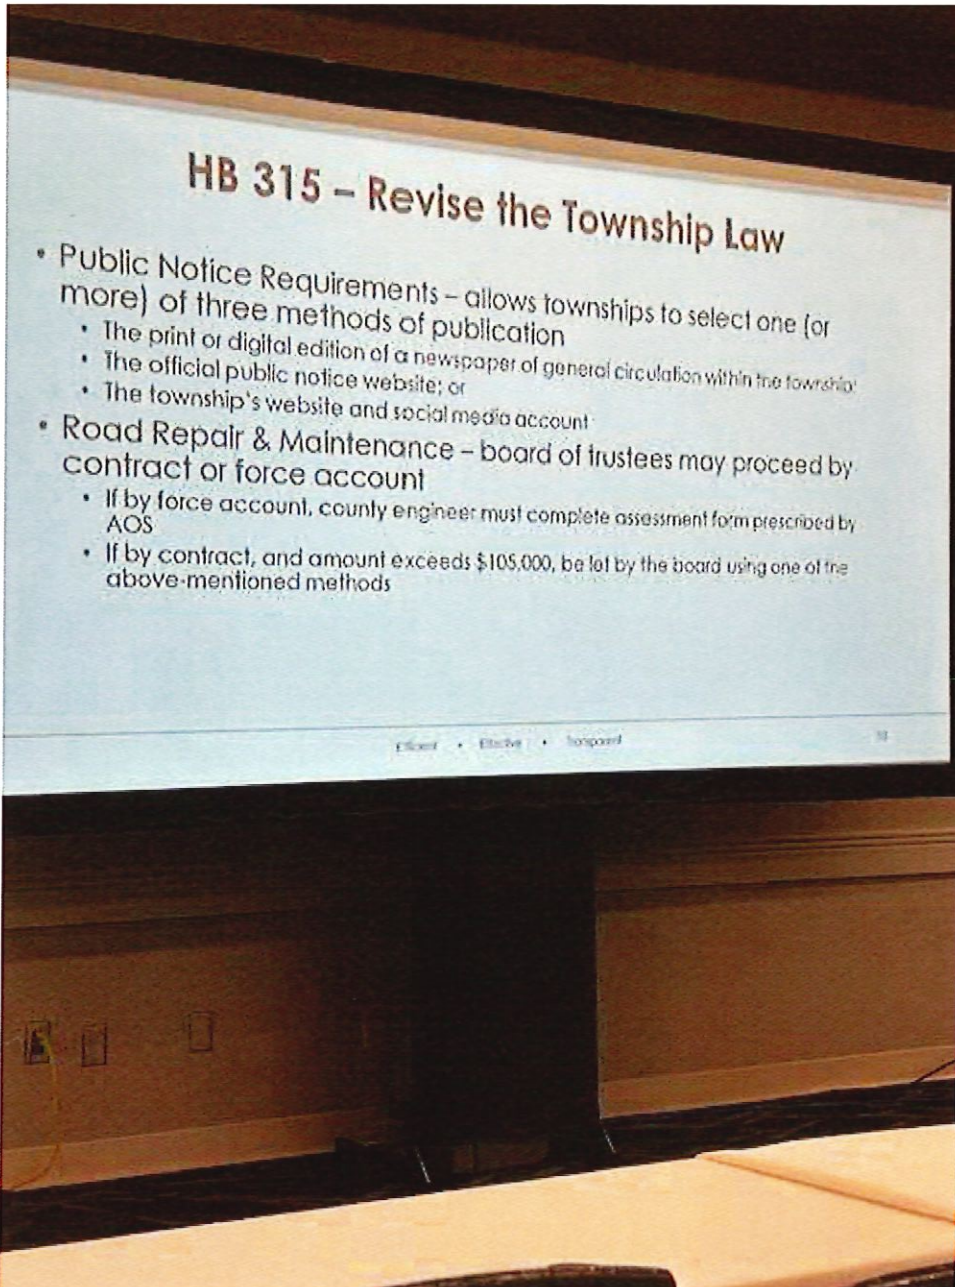 HB 315 – Revise the Township Law
• Public Notice Requirements – allows townships to select one (or
more) of three methods of publication
• The print or digital edition of a newspaper of general circulation within the township;
• The official public notice website; or
• The township's website and social media account
• Road Repair & Maintenance – board of trustees may proceed by
contract or force account
• If by force account, county engineer must complete assessment form prescribed by
AOS
• If by contract, and amount exceeds $105,000, be let by the board using one of the
above-mentioned methods
Efficient • Effective • Transparent